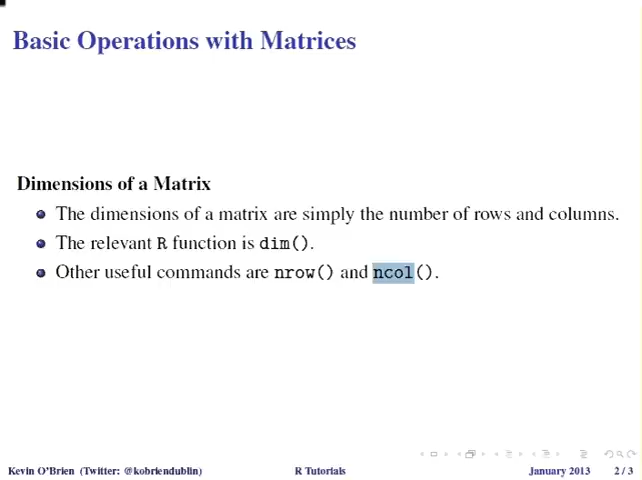 Basic Operations with Matrices
Dimensions of a Matrix
The dimensions of a matrix are simply the number of rows and columns.
The relevant R function is dim().
Other useful commands are nrow() and ncol().
Kevin O'Brien (Twitter: @kobriendublin) R Tutorials January 2013 2 / 3